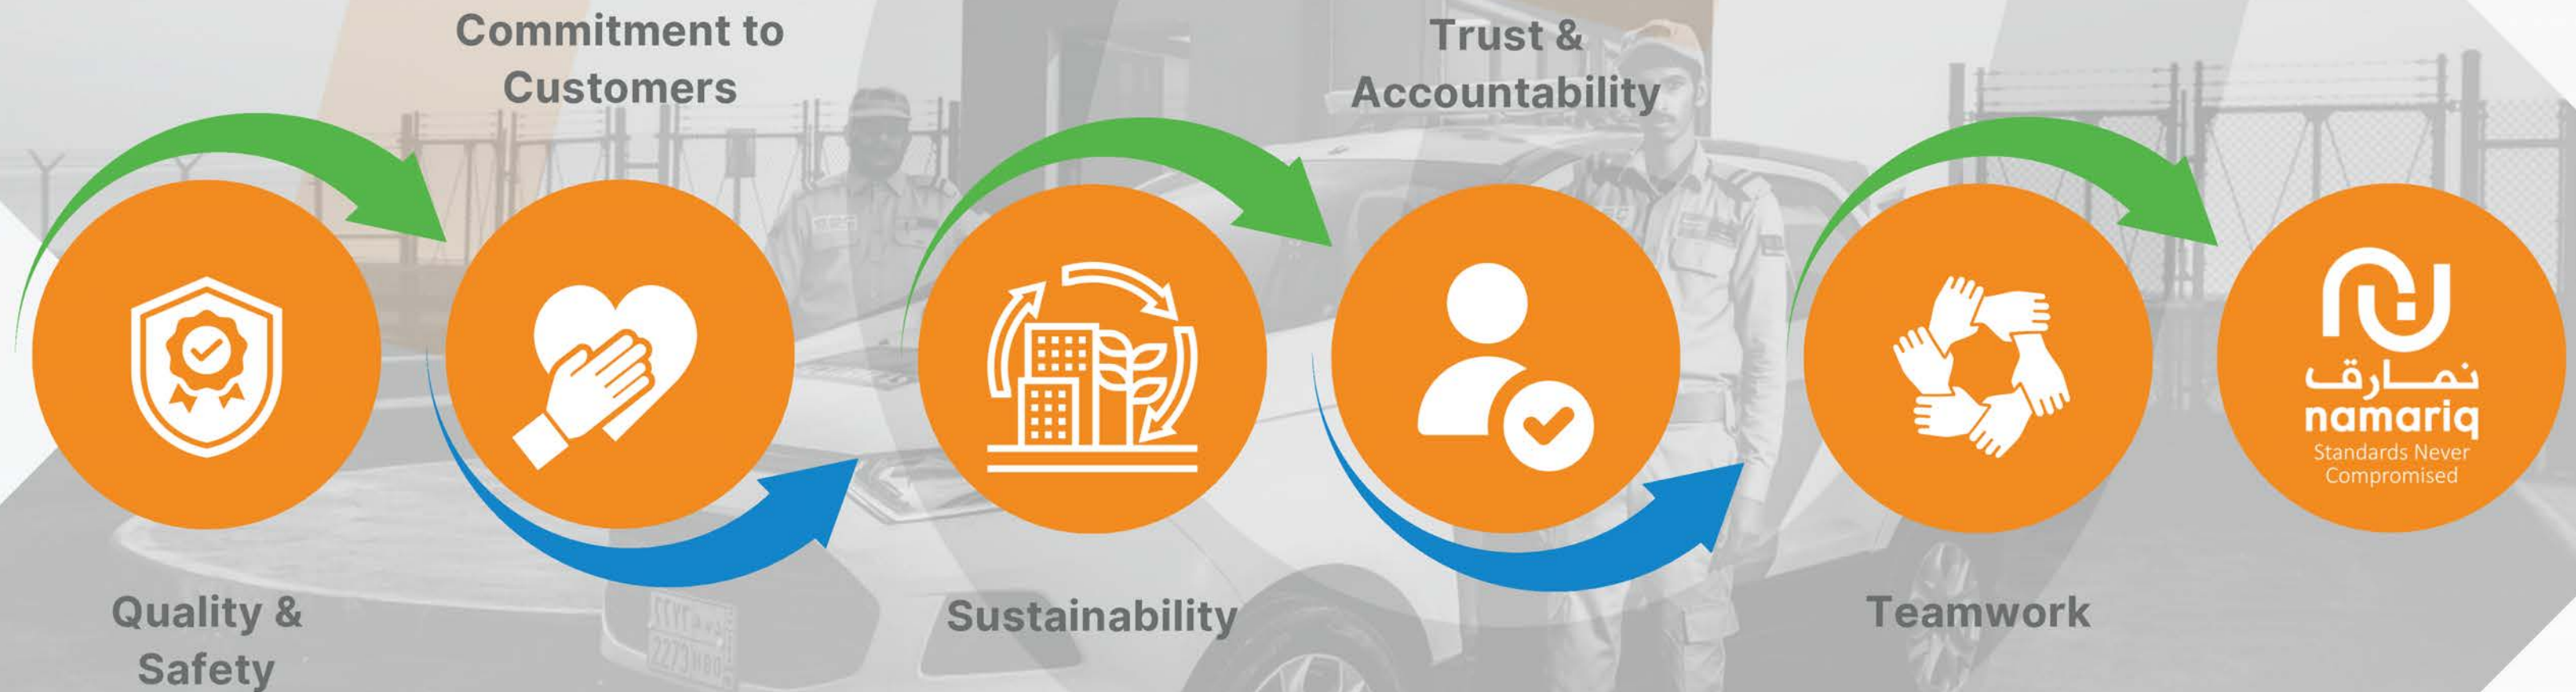 Commitment to
Customers
Trust &
Accountability
نمارق
namariq
Standards Never
Compromised
Quality &
Safety
Sustainability
Teamwork